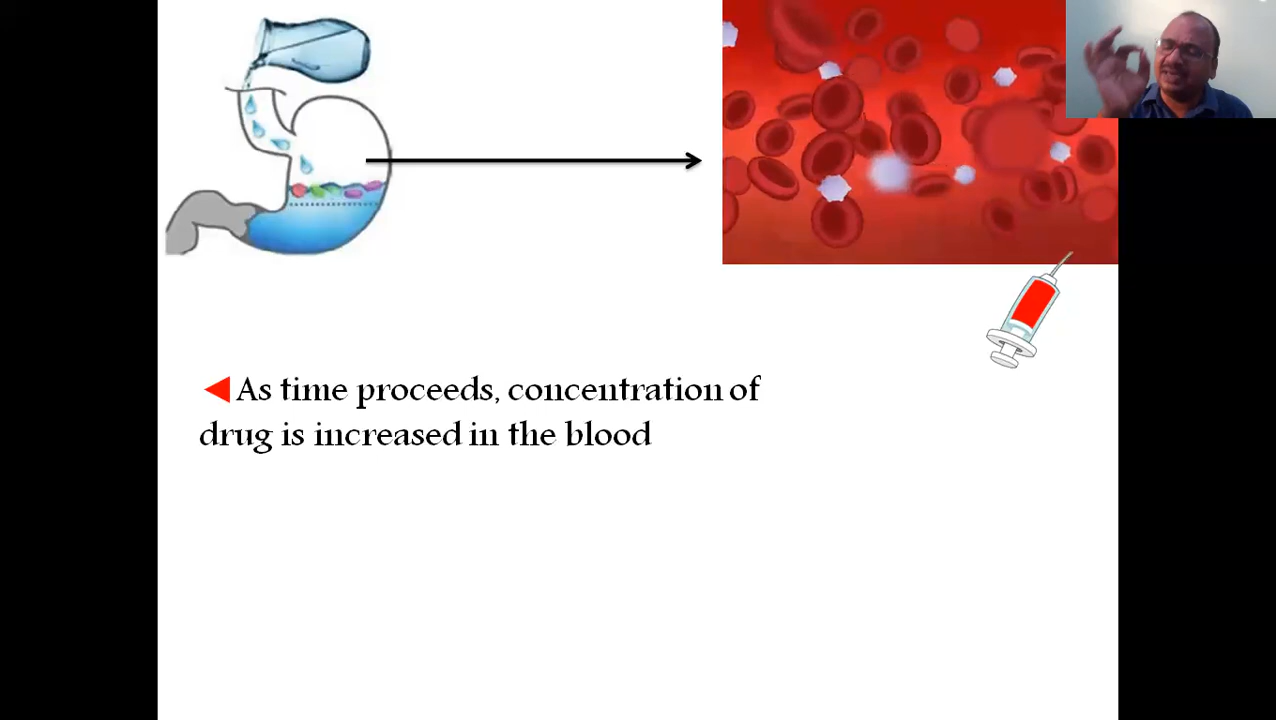 As time proceeds, concentration of
drug is increased in the blood